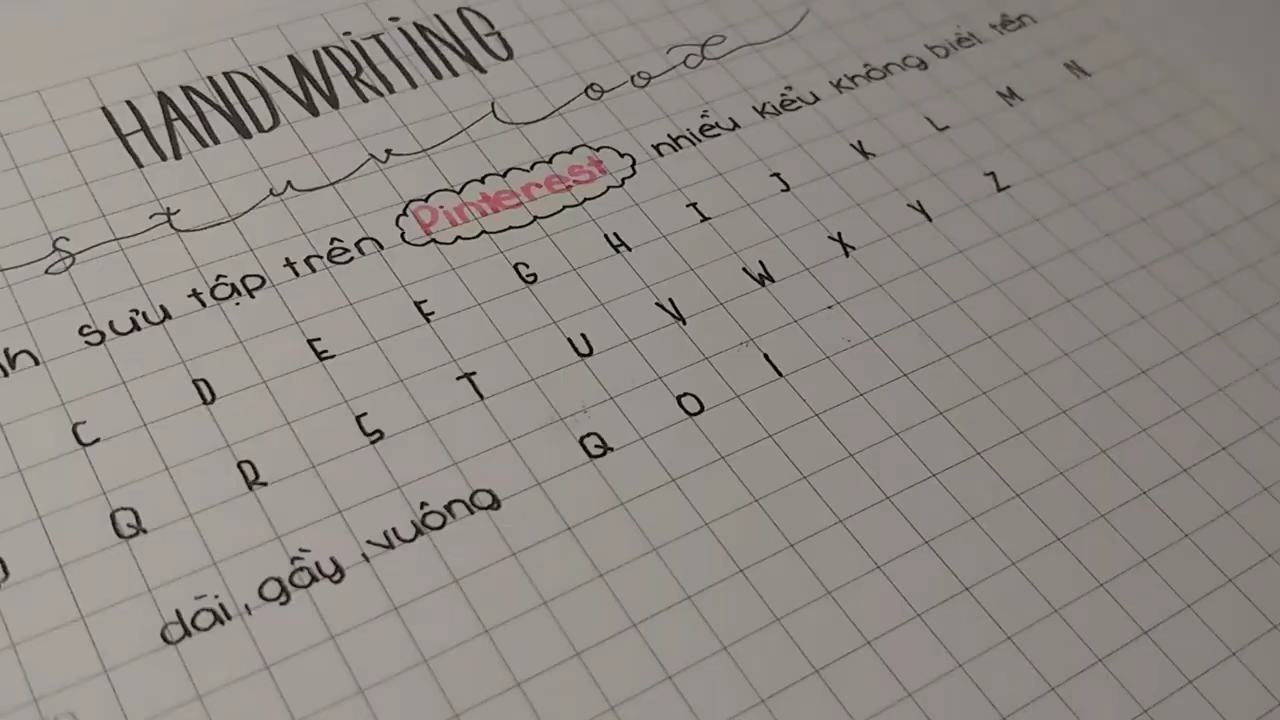 HANDWRITING
sưu tập trên Pinterest nhiều kiểu không biết tên
C D E F G H I J K L M N
Q R S T U V W X Y Z
dài, gầy, vuông Q O I